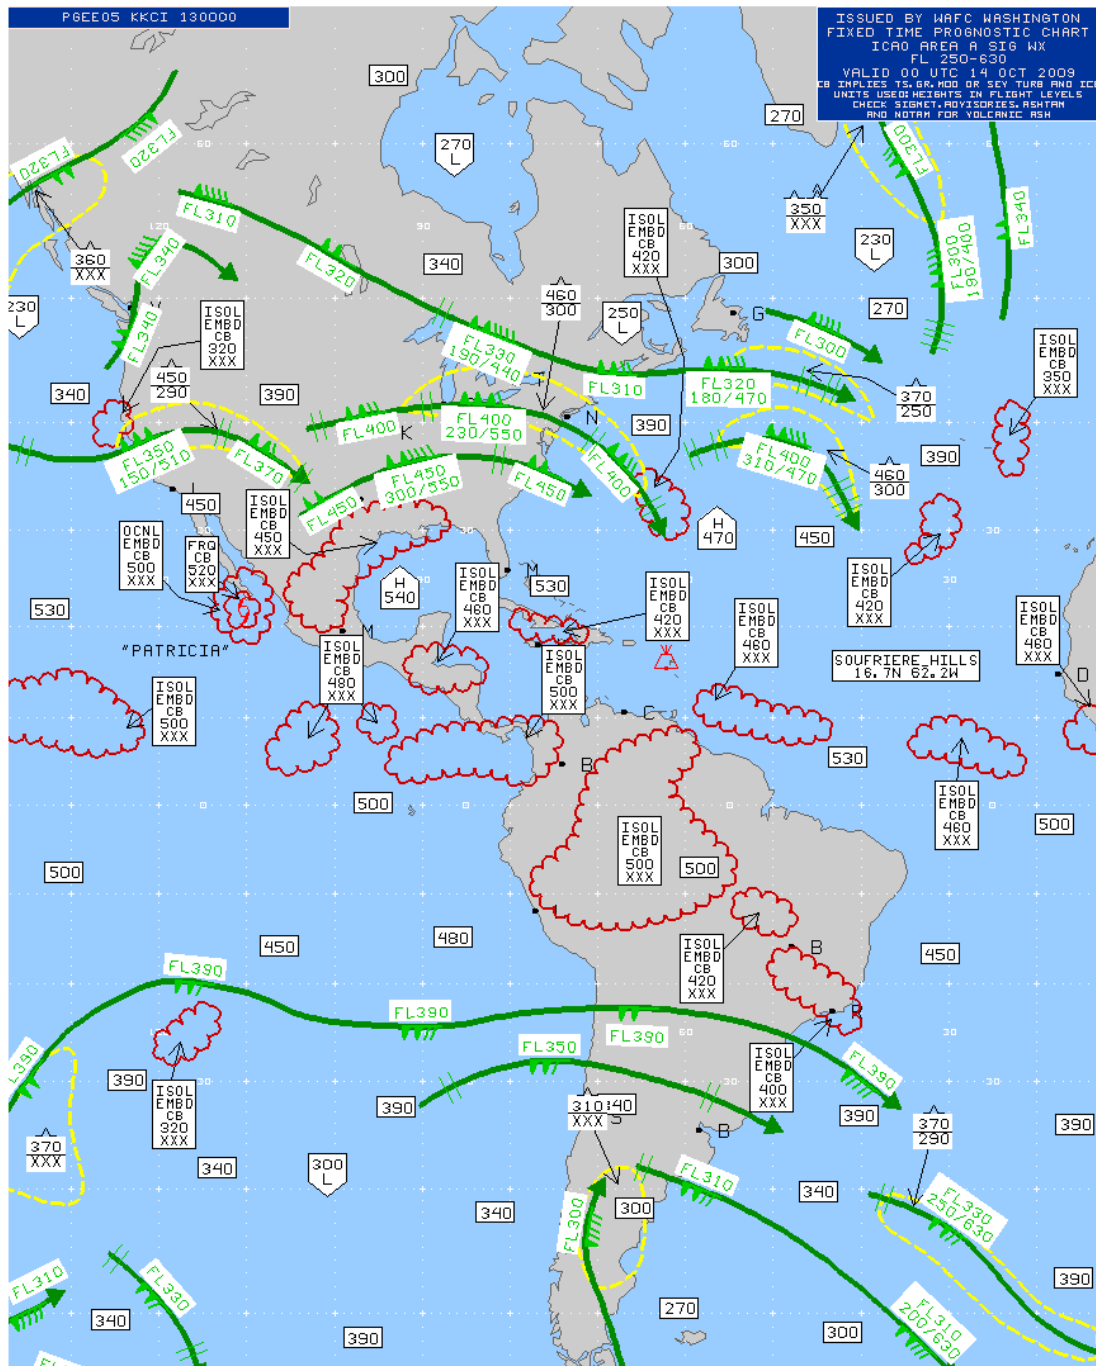 PGEE05 KKCI 130000
ISSUED BY WAFC WASHINGTON
FIXED TIME PROGNOSTIC CHART
ICAO AREA A SIG WX
FL 250-630
VALID 00 UTC 14 OCT 2009
CB IMPLIES TS,GR,MOD OR SEV TURB AND ICE
UNITS USED:HEIGHTS IN FLIGHT LEVELS
CHECK SIGMET,ADVISORIES,ASHTAM
AND NOTAM FOR VOLCANIC ASH
300
270
270
L
FL320
FL320
FL300
FL340
FL310
350
XXX
ISOL
EMBD
CB
420
XXX
230
L
FL300
190/400
360
XXX
FL340
FL320
340
300
230
L
FL340
ISOL
EMBD
CB
320
XXX
460
300
250
L
G
270
FL300
ISOL
EMBD
CB
350
XXX
FL330
190/440
340
450
290
390
FL310
FL320
180/470
370
250
FL400
K
FL400
230/550
N
390
FL400
310/470
390
FL350
150/510
FL370
FL450
300/550
FL450
FL400
460
300
450
FL450
ISOL
EMBD
CB
450
XXX
H
470
450
OCNL
EMBD
CB
500
XXX
FRQ
CB
520
XXX
H
540
ISOL
EMBD
CB
460
XXX
M
530
ISOL
EMBD
CB
420
XXX
ISOL
EMBD
CB
420
XXX
530
M
"PATRICIA"
ISOL
EMBD
CB
480
XXX
ISOL
EMBD
CB
500
XXX
ISOL
EMBD
CB
460
XXX
SOUFRIERE HILLS
16.7N 62.2W
ISOL
EMBD
CB
460
XXX
D
ISOL
EMBD
CB
500
XXX
C
530
B
500
ISOL
EMBD
CB
460
XXX
500
ISOL
EMBD
CB
500
XXX
500
500
L
450
480
ISOL
EMBD
CB
420
XXX
B
450
FL390
FL390
FL390
R
FL390
FL350
390
ISOL
EMBD
CB
320
XXX
390
310
XXX
340
S
ISOL
EMBD
CB
400
XXX
FL390
390
370
290
390
B
370
XXX
340
300
L
340
FL300
300
FL310
340
FL330
250/630
FL310
FL330
340
390
270
300
FL310
200/630
390